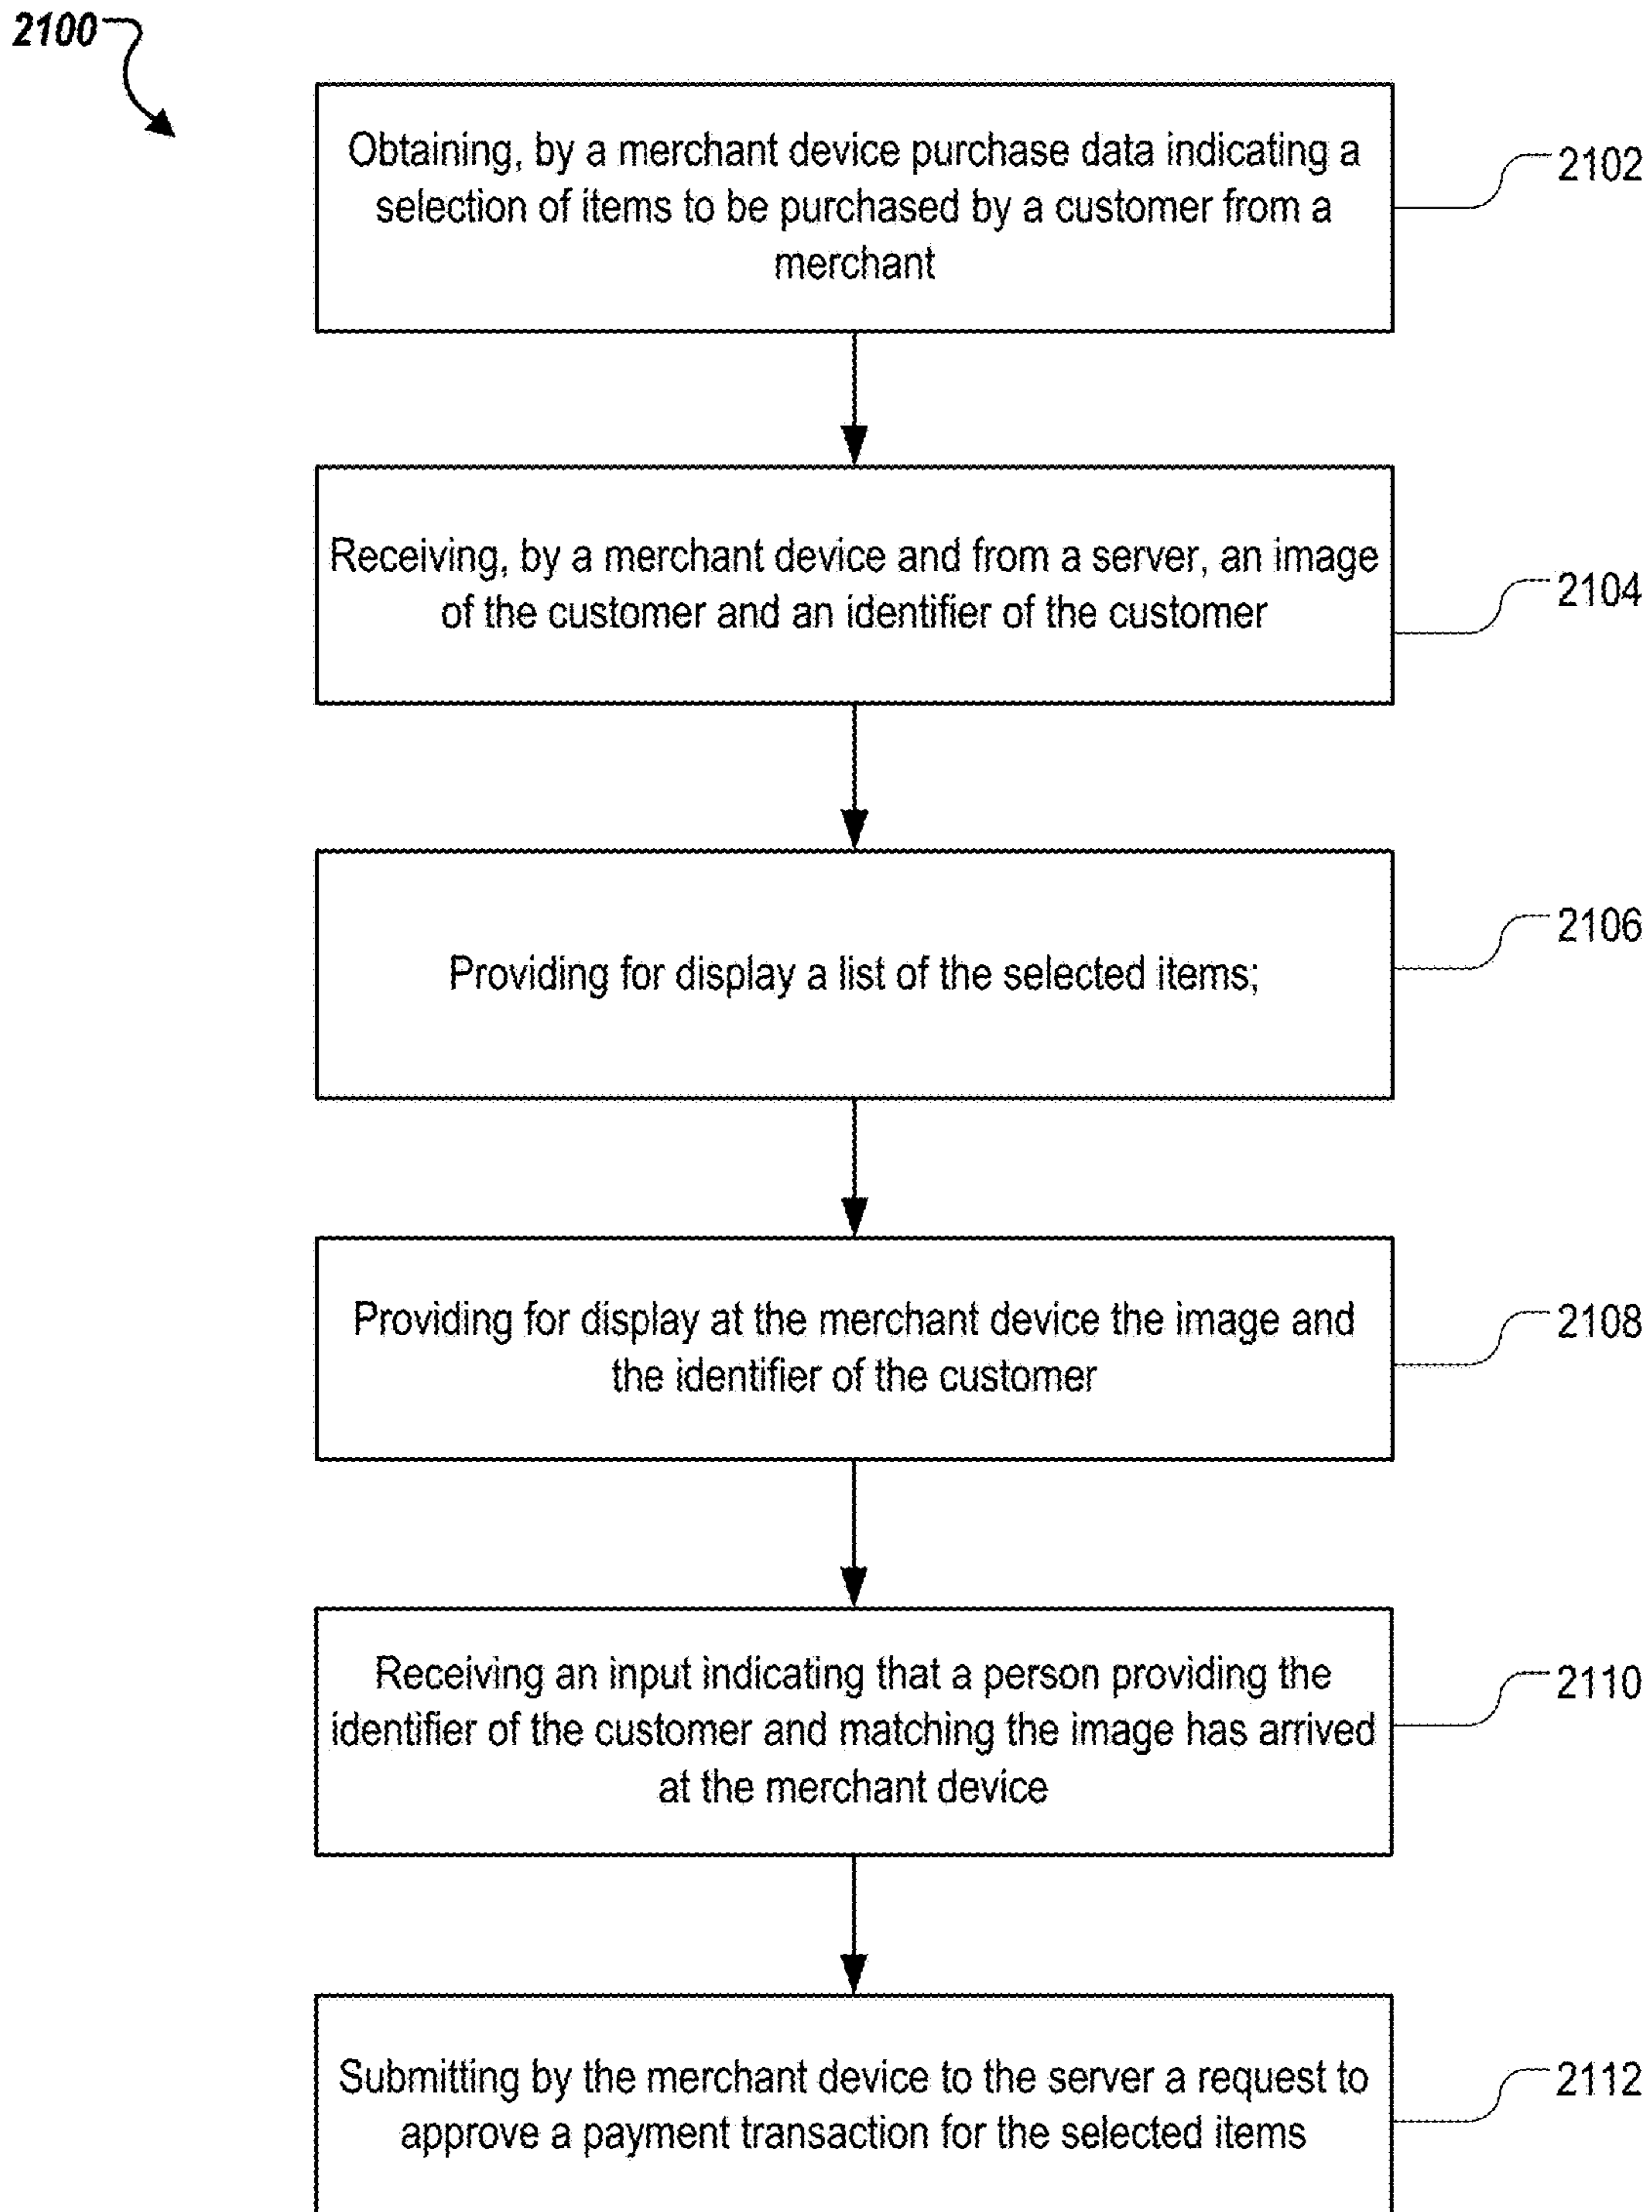 2100
Obtaining, by a merchant device purchase data indicating a
selection of items to be purchased by a customer from a
merchant
2102
Receiving, by a merchant device and from a server, an image
of the customer and an identifier of the customer
2104
Providing for display a list of the selected items;
2106
Providing for display at the merchant device the image and
the identifier of the customer
2108
Receiving an input indicating that a person providing the
identifier of the customer and matching the image has arrived
at the merchant device
2110
Submitting by the merchant device to the server a request to
approve a payment transaction for the selected items
2112